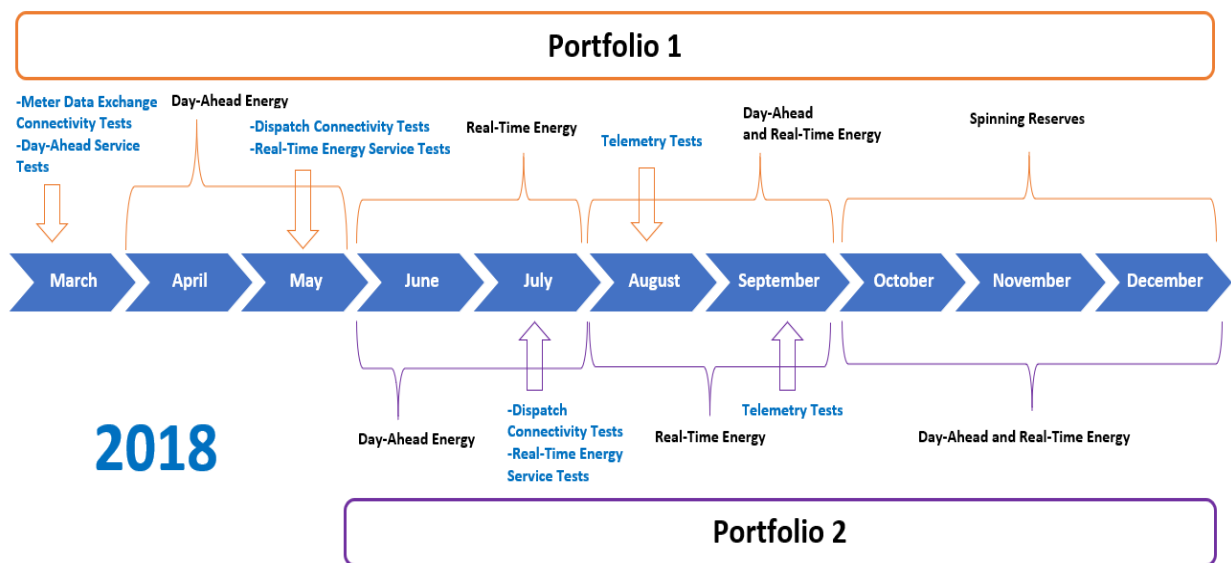 Portfolio 1
-Meter Data Exchange
Connectivity Tests
-Day-Ahead Service
Tests
Day-Ahead Energy
-Dispatch Connectivity Tests
-Real-Time Energy Service Tests
Real-Time Energy
Telemetry Tests
Day-Ahead
and Real-Time Energy
Spinning Reserves
March
April
May
June
July
August
September
October
November
December
2018
Day-Ahead Energy
-Dispatch
Connectivity Tests
-Real-Time Energy
Service Tests
Real-Time Energy
Telemetry Tests
Day-Ahead and Real-Time Energy
Portfolio 2